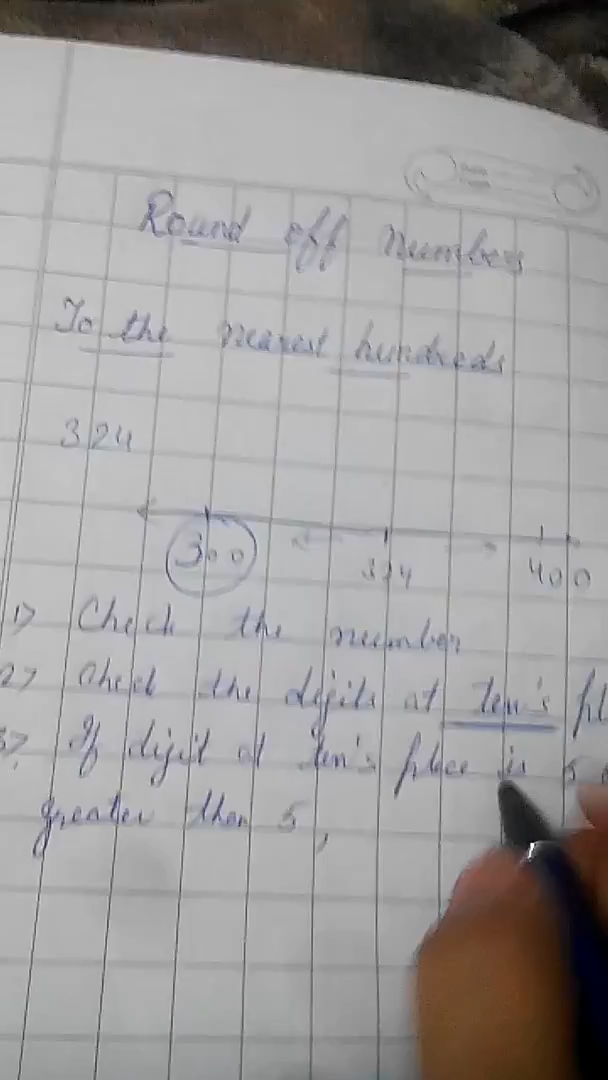 Round off numbers
To the nearest hundreds
324
300 324 400
1) Check the number
2) Check the digits at ten's
3) If digit at ten's place is 5
greater than 5,